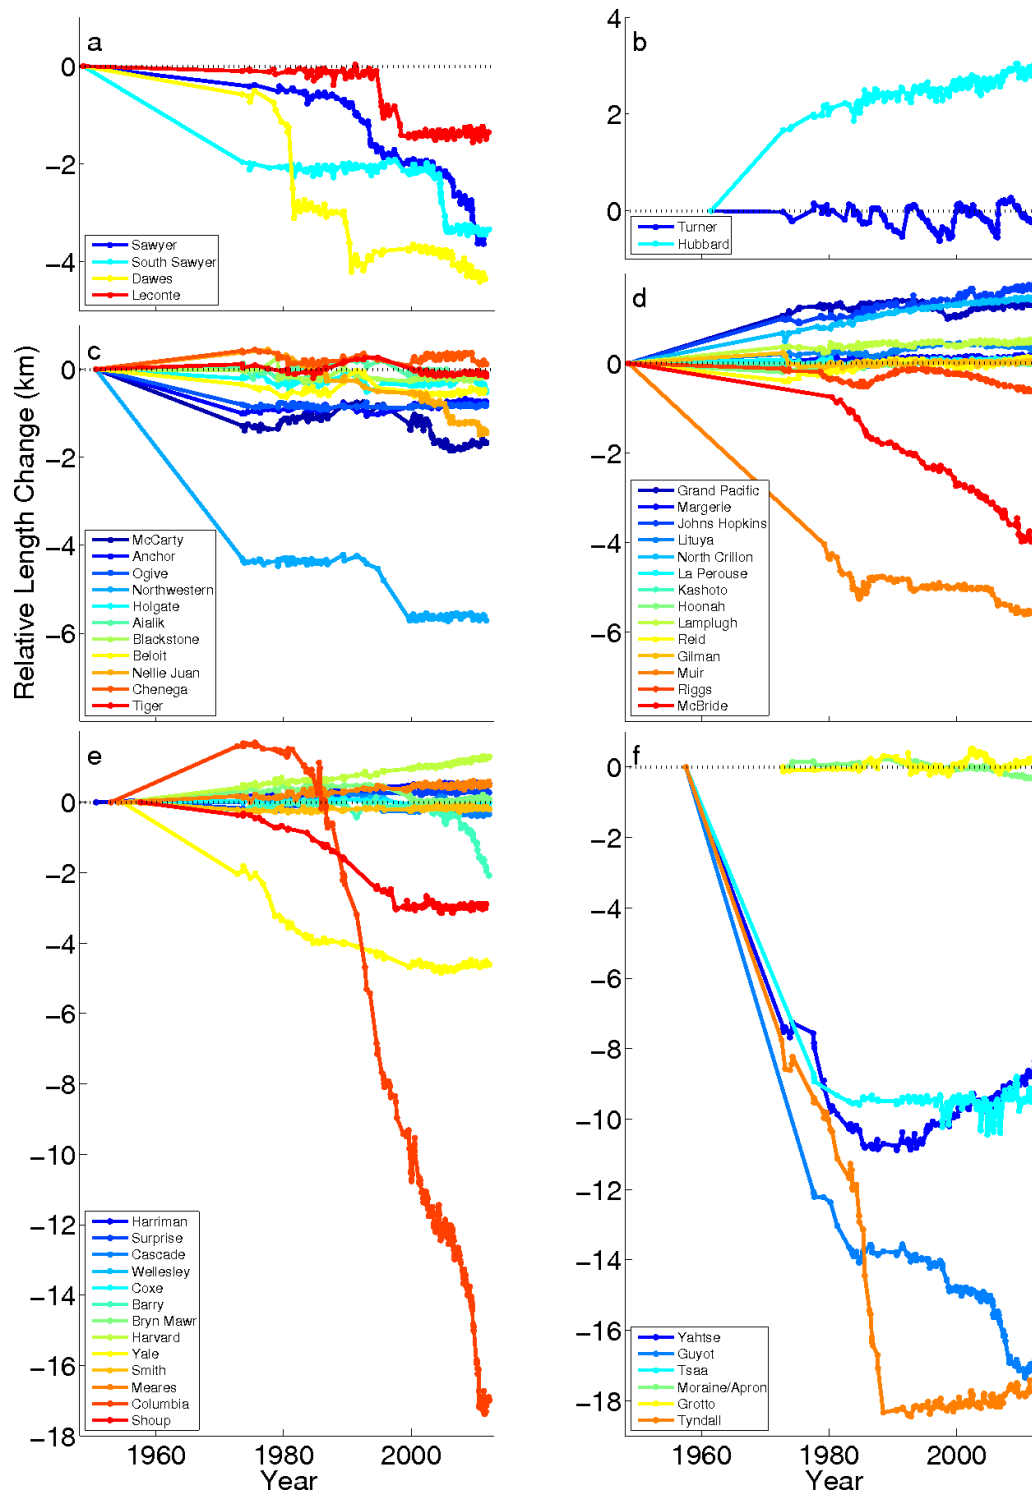 a
0
−2
−4
Sawyer
South Sawyer
Dawes
Leconte
b
4
2
0
Turner
Hubbard
c
0
−2
−4
−6
McCarty
Anchor
Ogive
Northwestern
Holgate
Aialik
Blackstone
Beloit
Nellie Juan
Chenega
Tiger
d
0
−2
−4
−6
Grand Pacific
Margerie
Johns Hopkins
Lituya
North Crillon
La Perouse
Kashoto
Hoonah
Lamplugh
Reid
Gilman
Muir
Riggs
McBride
Relative Length Change (km)
e
0
−2
−4
−6
−8
−10
−12
−14
−16
−18
Harriman
Surprise
Cascade
Wellesley
Coxe
Barry
Bryn Mawr
Harvard
Yale
Smith
Meares
Columbia
Shoup
1960
1980
2000
Year
f
0
−2
−4
−6
−8
−10
−12
−14
−16
−18
Yahtse
Guyot
Tsaa
Moraine/Apron
Grotto
Tyndall
1960
1980
2000
Year